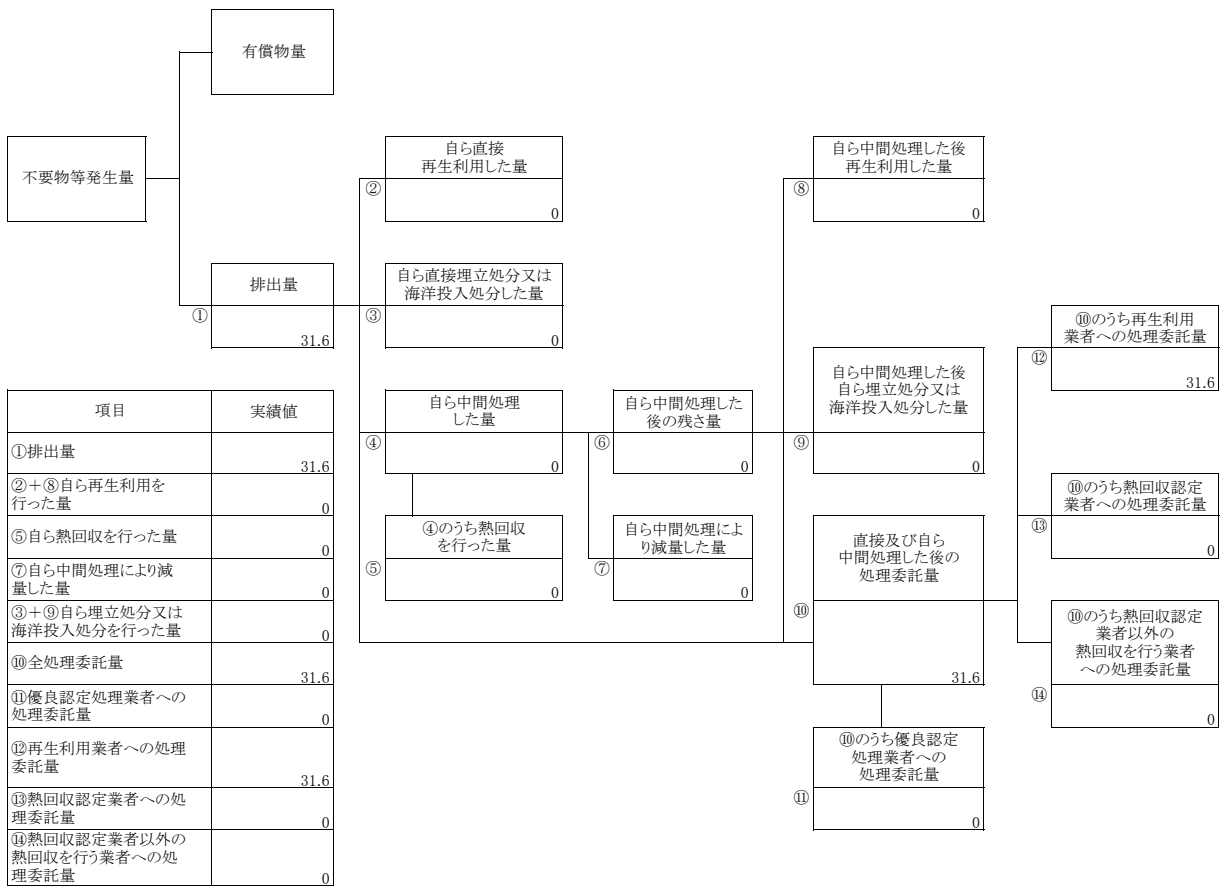 有償物量
不要物等発生量
排出量
①
31.6
自ら直接
再生利用した量
②
0
自ら直接埋立処分又は
海洋投入処分した量
③
0
自ら中間処理
した量
④
0
④のうち熱回収
を行った量
⑤
0
自ら中間処理した
後の残さ量
⑥
0
自ら中間処理によ
り減量した量
⑦
0
自ら中間処理した後
再生利用した量
⑧
0
自ら中間処理した後
自ら埋立処分又は
海洋投入処分した量
⑨
0
直接及び自ら
中間処理した後の
処理委託量
⑩
31.6
⑩のうち優良認定
処理業者への
処理委託量
⑪
0
⑩のうち再生利用
業者への処理委託量
⑫
31.6
⑩のうち熱回収認定
業者への処理委託量
⑬
0
⑩のうち熱回収認定
業者以外の
熱回収を行う業者
への処理委託量
⑭
0
項目 実績値
①排出量
31.6
②+⑧自ら再生利用を
行った量
0
⑤自ら熱回収を行った量
0
⑦自ら中間処理により減
量した量
0
③+⑨自ら埋立処分又は
海洋投入処分を行った量
0
⑩全処理委託量
31.6
⑪優良認定処理業者への
処理委託量
0
⑫再生利用業者への処理
委託量
31.6
⑬熱回収認定業者への処
理委託量
0
⑭熱回収認定業者以外の
熱回収を行う業者への処
理委託量
0